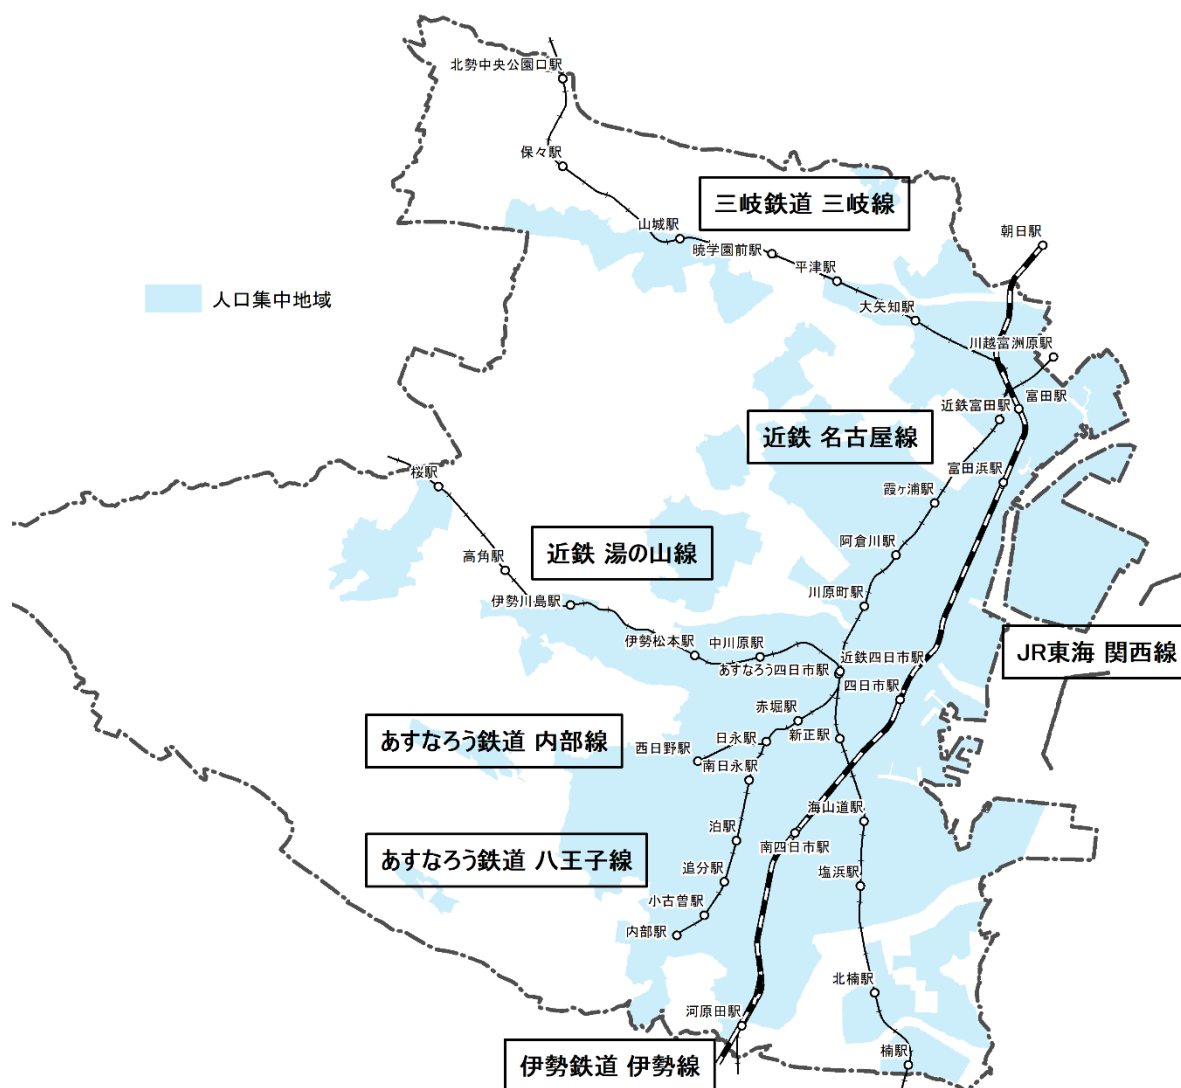 北勢中央公園口駅
保々駅
三岐鉄道 三岐線
山城駅
暁学園前駅
朝日駅
平津駅
人口集中地域
大矢知駅
川越富洲原駅
富田駅
近鉄富田駅
近鉄 名古屋線
富田浜駅
桜駅
霞ヶ浦駅
阿倉川駅
近鉄 湯の山線
高角駅
伊勢川島駅
川原町駅
伊勢松本駅
中川原駅
近鉄四日市駅
JR東海 関西線
あすなろう四日市駅
四日市駅
赤堀駅
新正駅
日永駅
西日野駅
あすなろう鉄道 内部線
南日永駅
海山道駅
泊駅
南四日市駅
あすなろう鉄道 八王子線
追分駅
塩浜駅
小古曽駅
内部駅
北楠駅
河原田駅
楠駅
伊勢鉄道 伊勢線